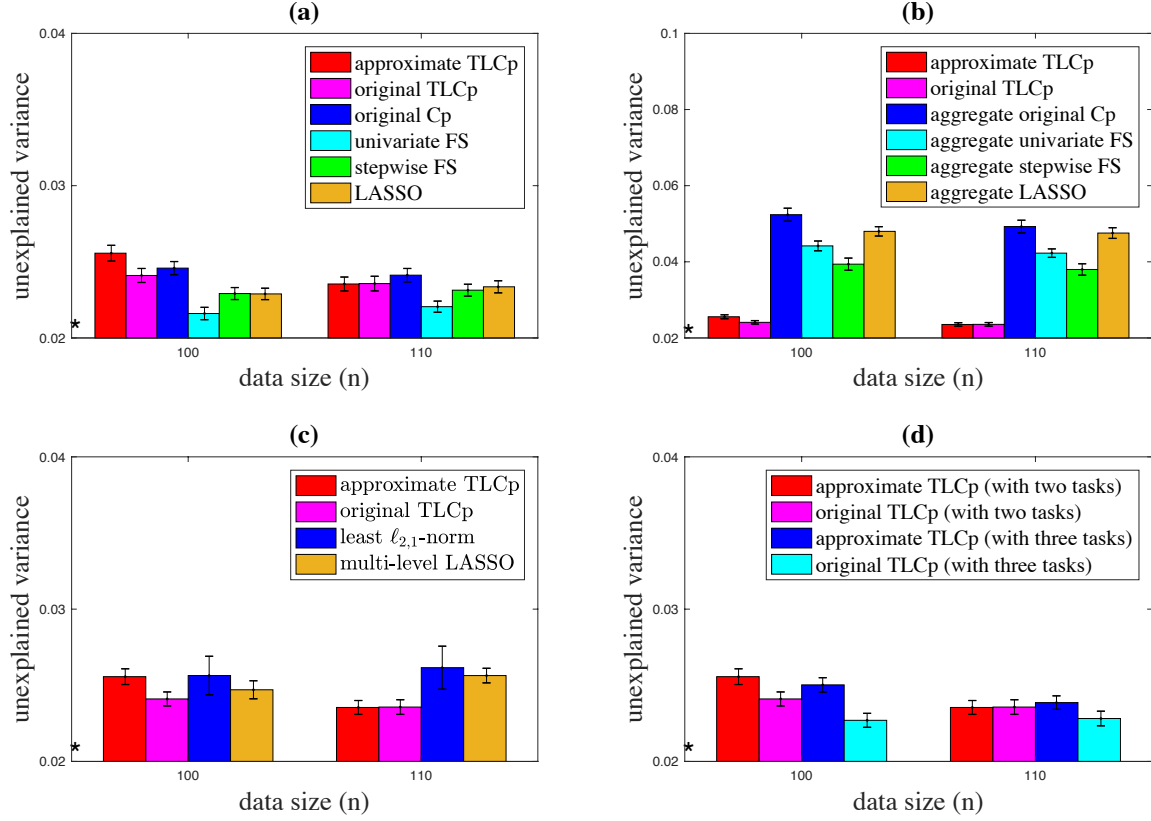 (a)
0.04
0.03
0.02
unexplained variance
*
approximate TLCp
original TLCp
original Cp
univariate FS
stepwise FS
LASSO
100
110
data size (n)
(b)
0.1
0.08
0.06
0.04
0.02
unexplained variance
*
approximate TLCp
original TLCp
aggregate original Cp
aggregate univariate FS
aggregate stepwise FS
aggregate LASSO
100
110
data size (n)
(c)
0.04
0.03
0.02
unexplained variance
*
approximate TLCp
original TLCp
least ℓ2,1-norm
multi-level LASSO
100
110
data size (n)
(d)
0.04
0.03
0.02
unexplained variance
*
approximate TLCp (with two tasks)
original TLCp (with two tasks)
approximate TLCp (with three tasks)
original TLCp (with three tasks)
100
110
data size (n)